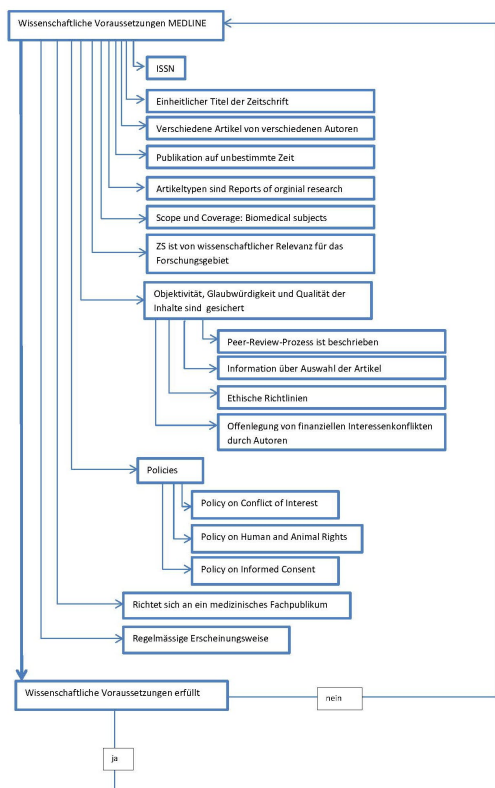 Wissenschaftliche Voraussetzungen MEDLINE
ISSN
Einheitlicher Titel der Zeitschrift
Verschiedene Artikel von verschiedenen Autoren
Publikation auf unbestimmte Zeit
Artikeltypen sind Reports of orginial research
Scope und Coverage: Biomedical subjects
ZS ist von wissenschaftlicher Relevanz für das
Forschungsgebiet
Objektivität, Glaubwürdigkeit und Qualität der
Inhalte sind gesichert
Peer-Review-Prozess ist beschrieben
Information über Auswahl der Artikel
Ethische Richtlinien
Offenlegung von finanziellen Interessenkonflikten
durch Autoren
Policies
Policy on Conflict of Interest
Policy on Human and Animal Rights
Policy on Informed Consent
Richtet sich an ein medizinisches Fachpublikum
Regelmässige Erscheinungsweise
Wissenschaftliche Voraussetzungen erfüllt
nein
ja